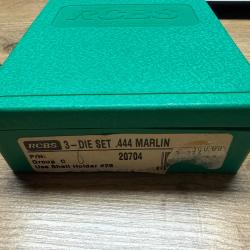 RCBS
RCBS 3-DIE SET .444 MARLIN
P/N: 20704
Group C
Use Shell Holder #28